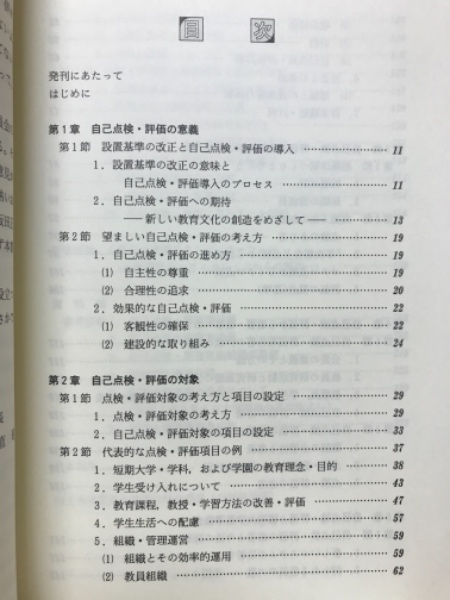 目次
発刊にあたって
はじめに
第1章 自己点検・評価の意義
第1節 設置基準の改正と自己点検・評価の導入 ……………… 11
1．設置基準の改正の意味と
自己点検・評価導入のプロセス ……………… 11
2．自己点検・評価への期待
――新しい教育文化の創造をめざして―― ……………… 13
第2節 望ましい自己点検・評価の考え方 ……………… 19
1．自己点検・評価の進め方 ……………… 19
(1) 自主性の尊重 ……………… 19
(2) 合理性の追求 ……………… 20
2．効果的な自己点検・評価 ……………… 22
(1) 客観性の確保 ……………… 22
(2) 建設的な取り組み ……………… 24
第2章 自己点検・評価の対象
第1節 点検・評価対象の考え方と項目の設定 ……………… 29
1．点検・評価対象の考え方 ……………… 29
2．自己点検・評価対象の項目の設定 ……………… 33
第2節 代表的な点検・評価項目の例 ……………… 37
1．短期大学・学科，および学園の教育理念・目的 ……………… 38
2．学生受け入れについて ……………… 43
3．教育課程，教授・学習方法の改善・評価 ……………… 47
4．学生生活への配慮 ……………… 57
5．組織・管理運営 ……………… 59
(1) 組織とその効率的運用 ……………… 59
(2) 教員組織 ……………… 62